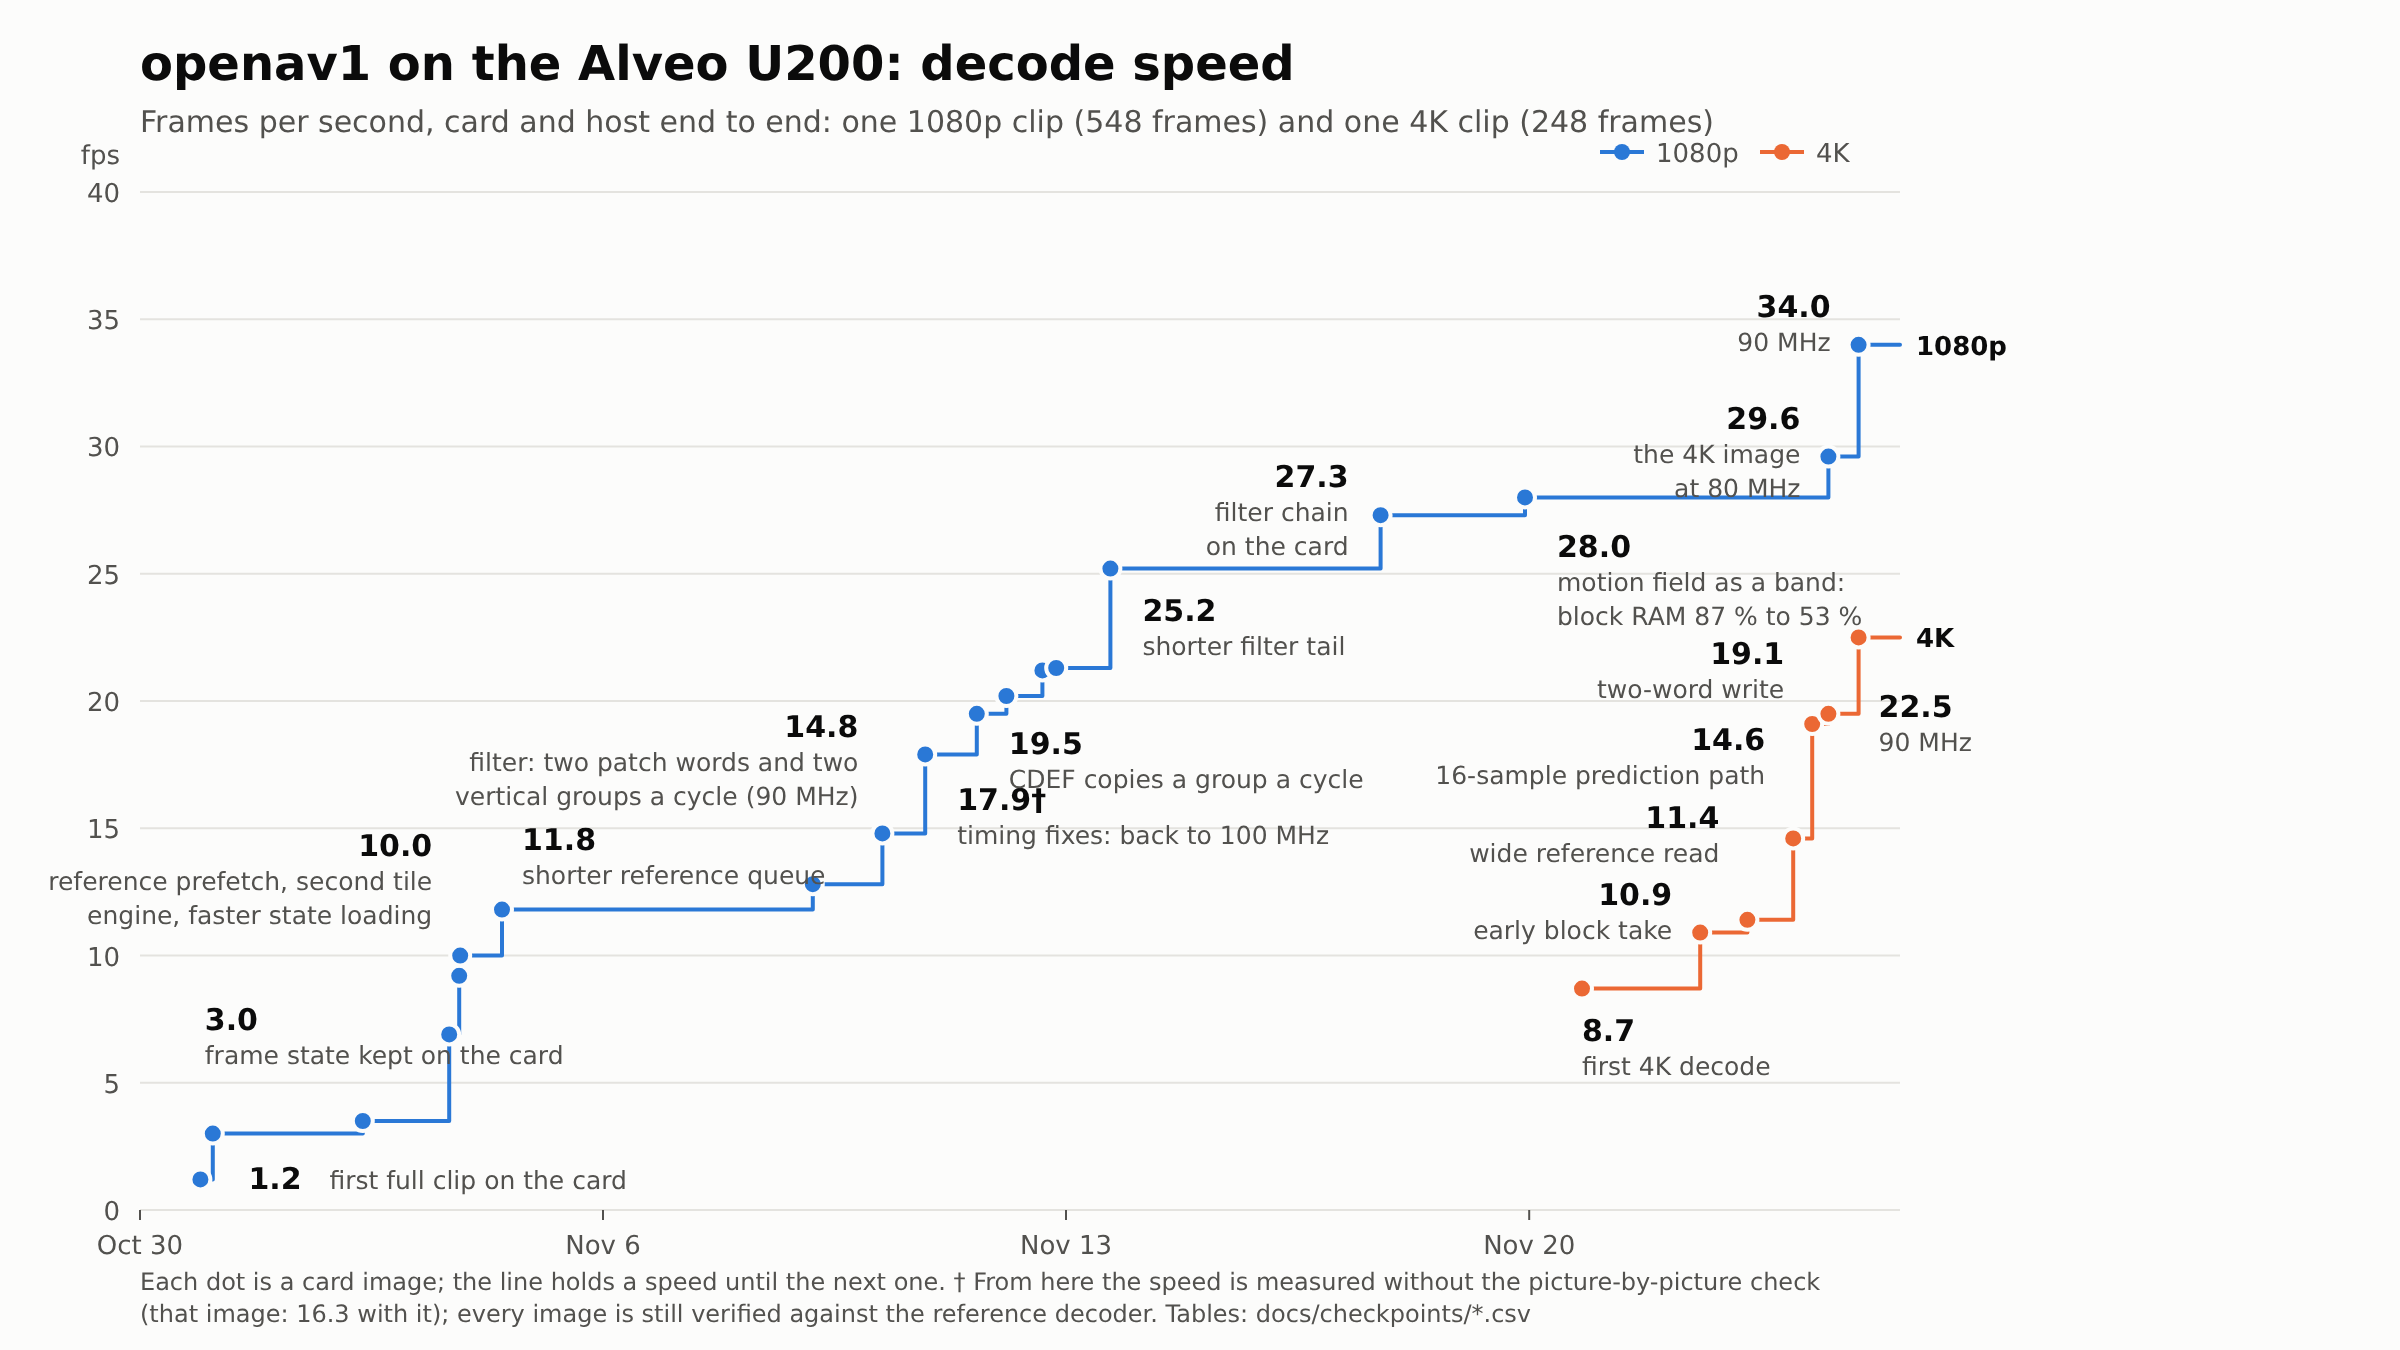 openav1 on the Alveo U200: decode speed
Frames per second, card and host end to end: one 1080p clip (548 frames) and one 4K clip (248 frames)
fps
1080p
4K
40
35
30
25
20
15
10
5
0
34.0
90 MHz
1080p
29.6
the 4K image
at 80 MHz
27.3
filter chain
on the card
28.0
motion field as a band:
block RAM 87 % to 53 %
25.2
shorter filter tail
4K
19.1
two-word write
22.5
90 MHz
14.8
filter: two patch words and two
vertical groups a cycle (90 MHz)
19.5
CDEF copies a group a cycle
14.6
16-sample prediction path
17.9†
timing fixes: back to 100 MHz
11.4
wide reference read
10.0
reference prefetch, second tile
engine, faster state loading
11.8
shorter reference queue
10.9
early block take
3.0
frame state kept on the card
8.7
first 4K decode
1.2 first full clip on the card
Oct 30
Nov 6
Nov 13
Nov 20
Each dot is a card image; the line holds a speed until the next one. † From here the speed is measured without the picture-by-picture check
(that image: 16.3 with it); every image is still verified against the reference decoder. Tables: docs/checkpoints/*.csv